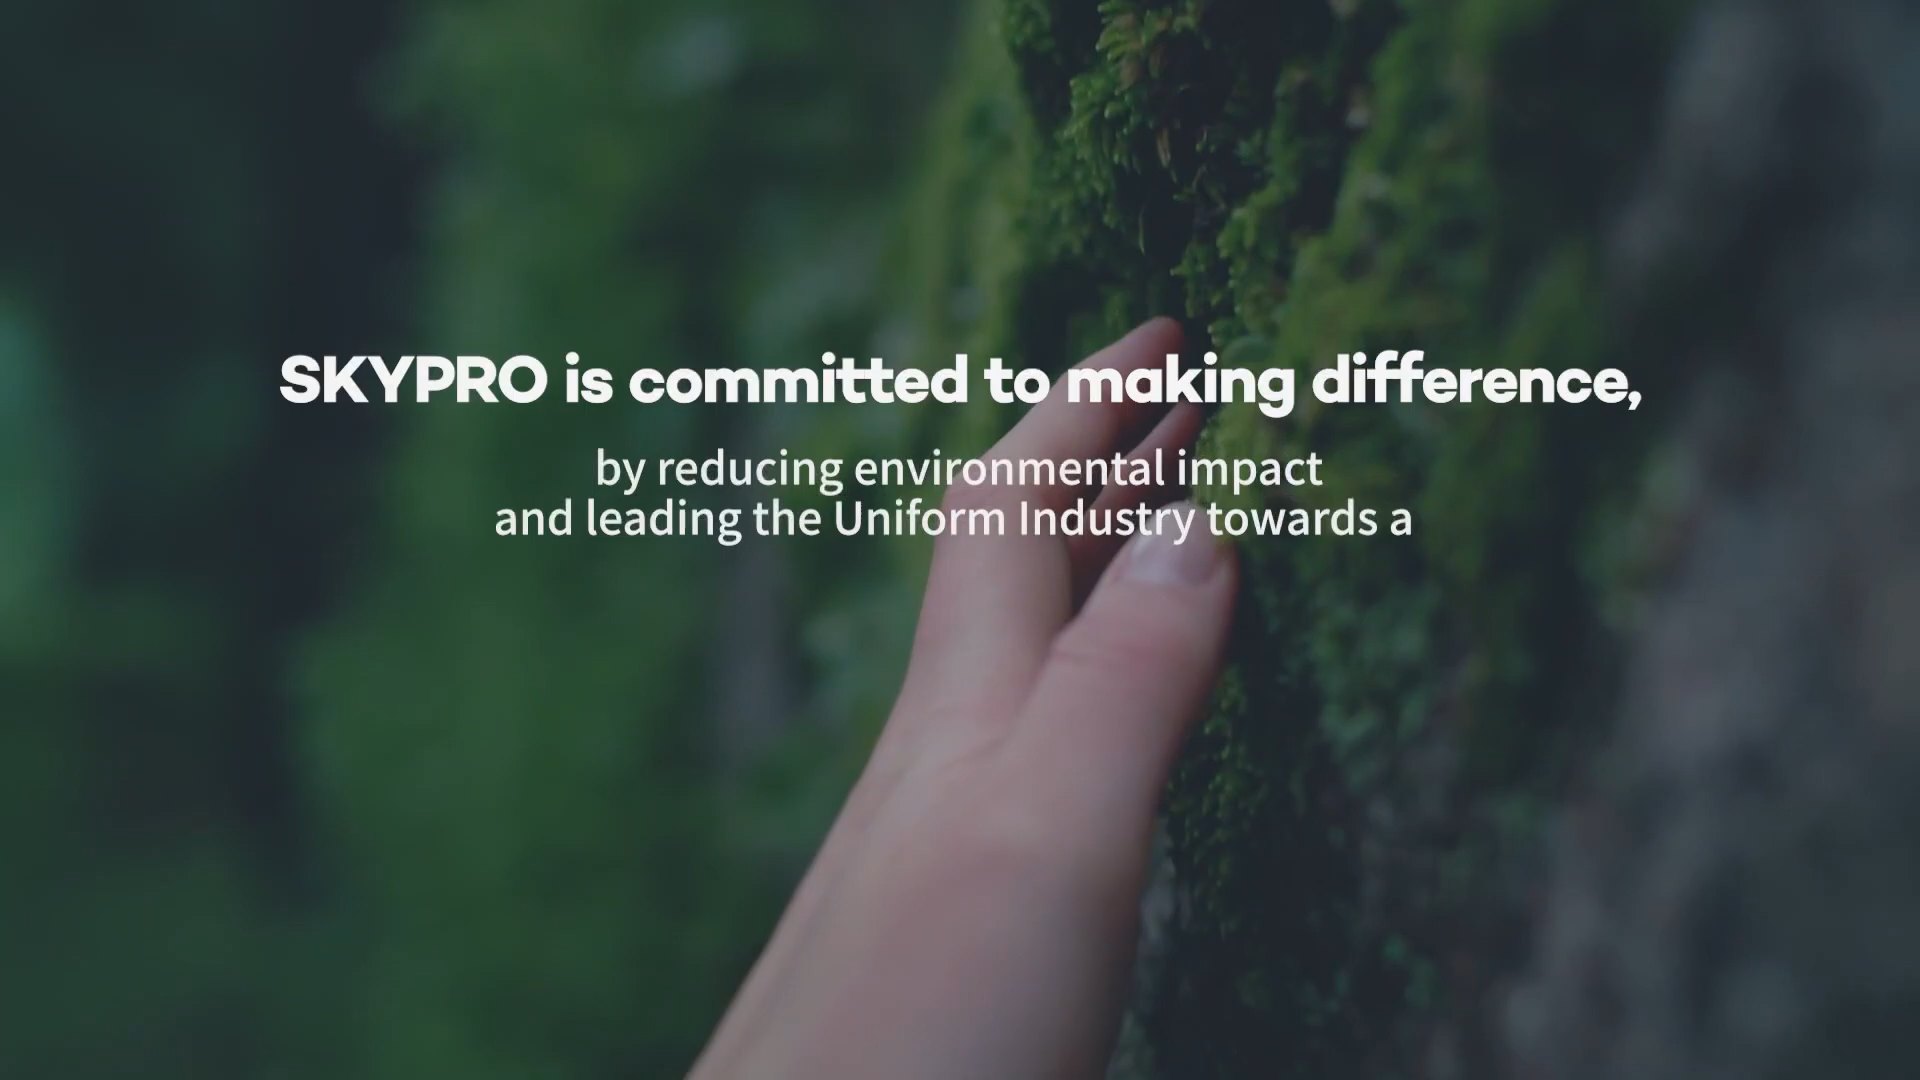 SKYPRO is committed to making difference,
by reducing environmental impact
and leading the Uniform Industry towards a